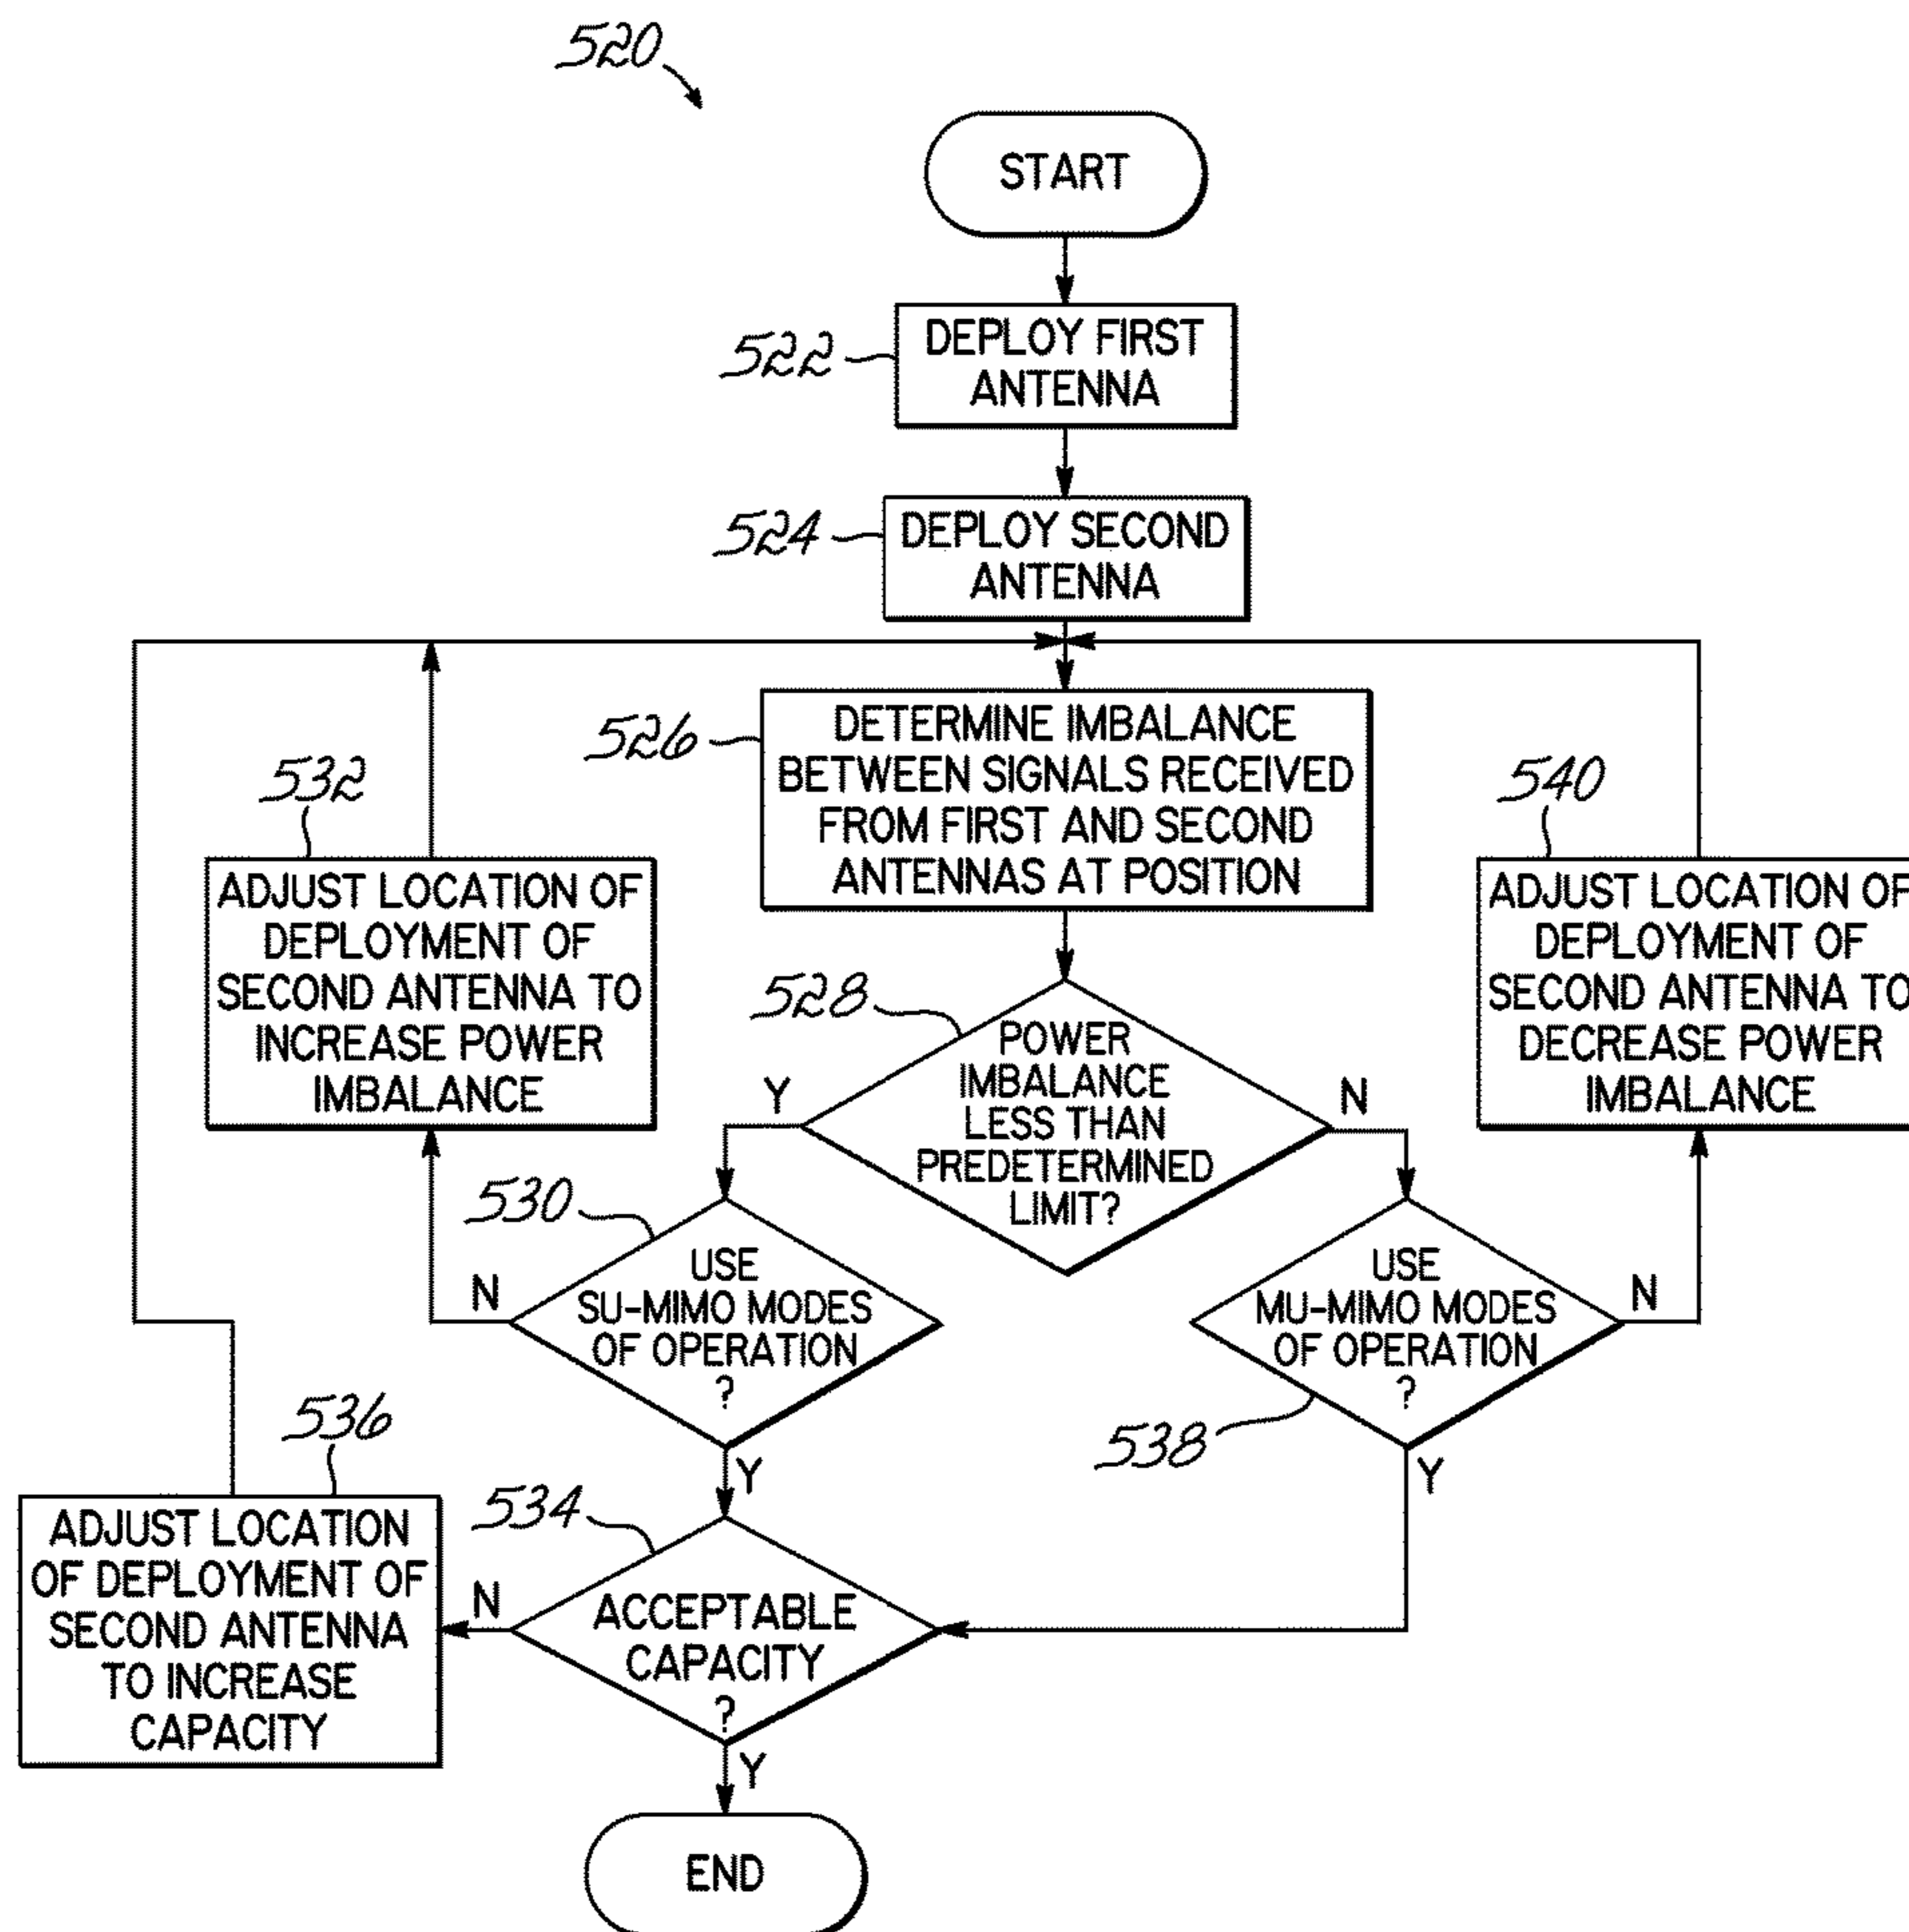 520
START
522
DEPLOY FIRST
ANTENNA
524
DEPLOY SECOND
ANTENNA
526
DETERMINE IMBALANCE
BETWEEN SIGNALS RECEIVED
FROM FIRST AND SECOND
ANTENNAS AT POSITION
532
ADJUST LOCATION OF
DEPLOYMENT OF
SECOND ANTENNA TO
INCREASE POWER
IMBALANCE
540
ADJUST LOCATION OF
DEPLOYMENT OF
SECOND ANTENNA TO
DECREASE POWER
IMBALANCE
528
POWER
IMBALANCE
LESS THAN
PREDETERMINED
LIMIT?
Y
N
530
USE
SU-MIMO MODES
OF OPERATION
?
N
Y
538
USE
MU-MIMO MODES
OF OPERATION
?
N
Y
536
ADJUST LOCATION
OF DEPLOYMENT OF
SECOND ANTENNA
TO INCREASE
CAPACITY
534
ACCEPTABLE
CAPACITY
?
N
Y
END